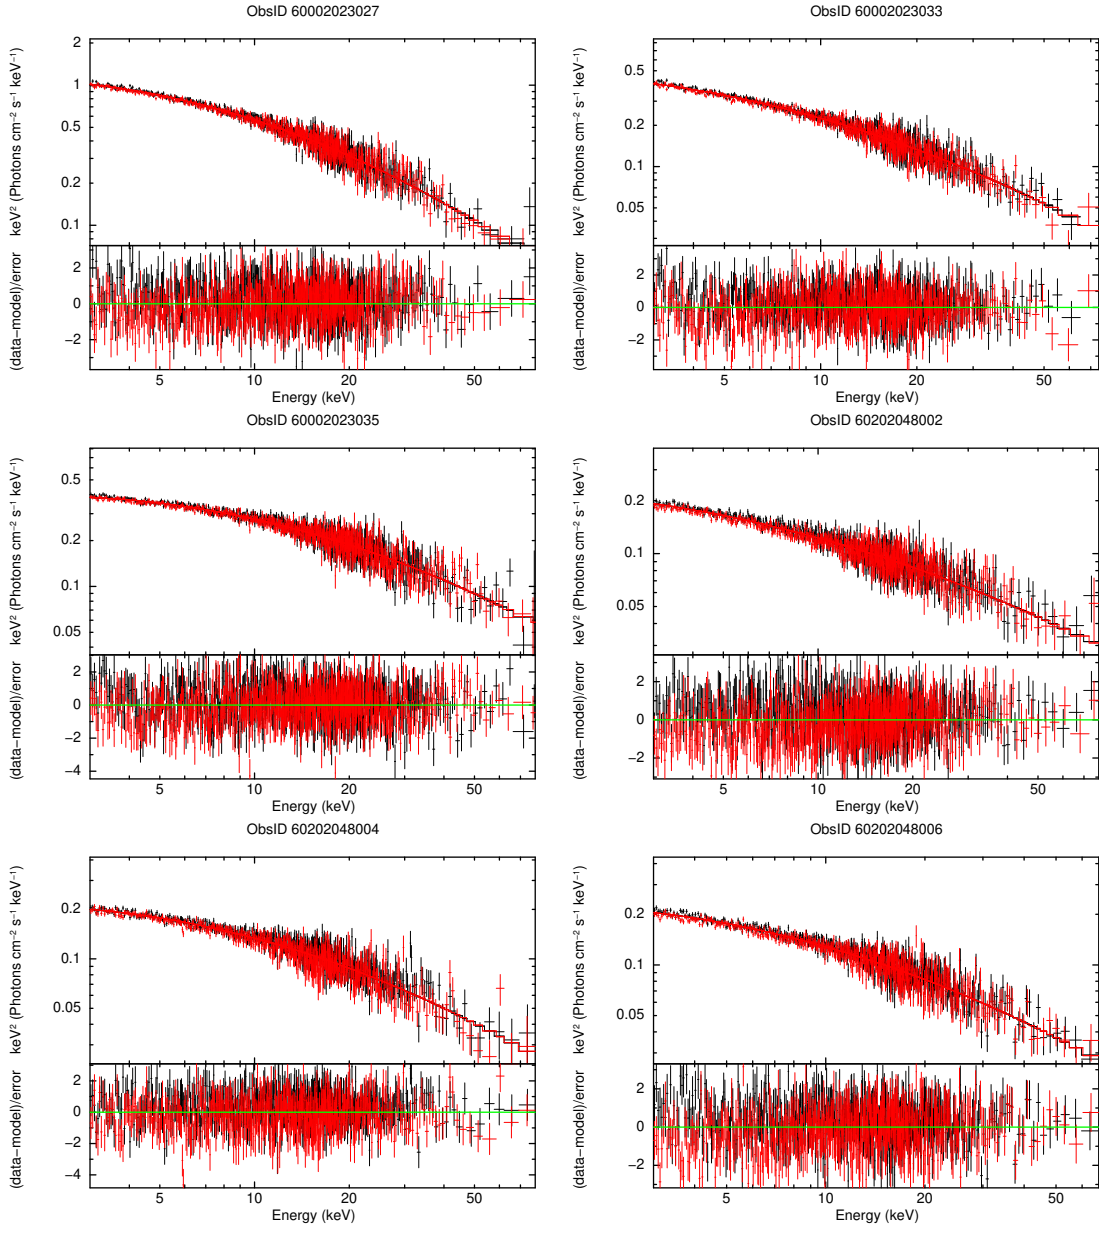 ObsID 60002023027
keV² (Photons cm⁻² s⁻¹ keV⁻¹)
2
1
0.5
0.2
0.1
(data−model)/error
2
0
−2
5 10 20 50
Energy (keV)
ObsID 60002023033
keV² (Photons cm⁻² s⁻¹ keV⁻¹)
0.5
0.2
0.1
0.05
(data−model)/error
2
0
−2
5 10 20 50
Energy (keV)
ObsID 60002023035
keV² (Photons cm⁻² s⁻¹ keV⁻¹)
0.5
0.2
0.1
0.05
(data−model)/error
2
0
−2
−4
5 10 20 50
Energy (keV)
ObsID 60202048002
keV² (Photons cm⁻² s⁻¹ keV⁻¹)
0.2
0.1
0.05
(data−model)/error
2
0
−2
5 10 20 50
Energy (keV)
ObsID 60202048004
keV² (Photons cm⁻² s⁻¹ keV⁻¹)
0.2
0.1
0.05
(data−model)/error
2
0
−2
−4
5 10 20 50
Energy (keV)
ObsID 60202048006
keV² (Photons cm⁻² s⁻¹ keV⁻¹)
0.2
0.1
0.05
(data−model)/error
2
0
−2
5 10 20 50
Energy (keV)